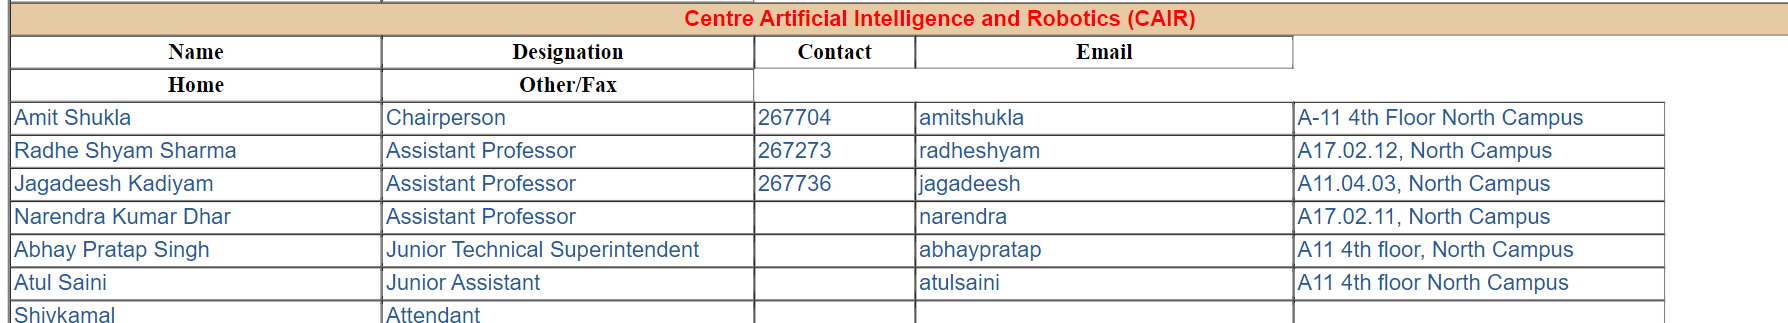 Centre Artificial Intelligence and Robotics (CAIR)
Name Designation Contact Email
Home Other/Fax
Amit Shukla Chairperson 267704 amitshukla A-11 4th Floor North Campus
Radhe Shyam Sharma Assistant Professor 267273 radheshyam A17.02.12, North Campus
Jagadeesh Kadiyam Assistant Professor 267736 jagadeesh A11.04.03, North Campus
Narendra Kumar Dhar Assistant Professor narendra A17.02.11, North Campus
Abhay Pratap Singh Junior Technical Superintendent abhaypratap A11 4th floor, North Campus
Atul Saini Junior Assistant atulsaini A11 4th floor North Campus
Shivkamal Attendant